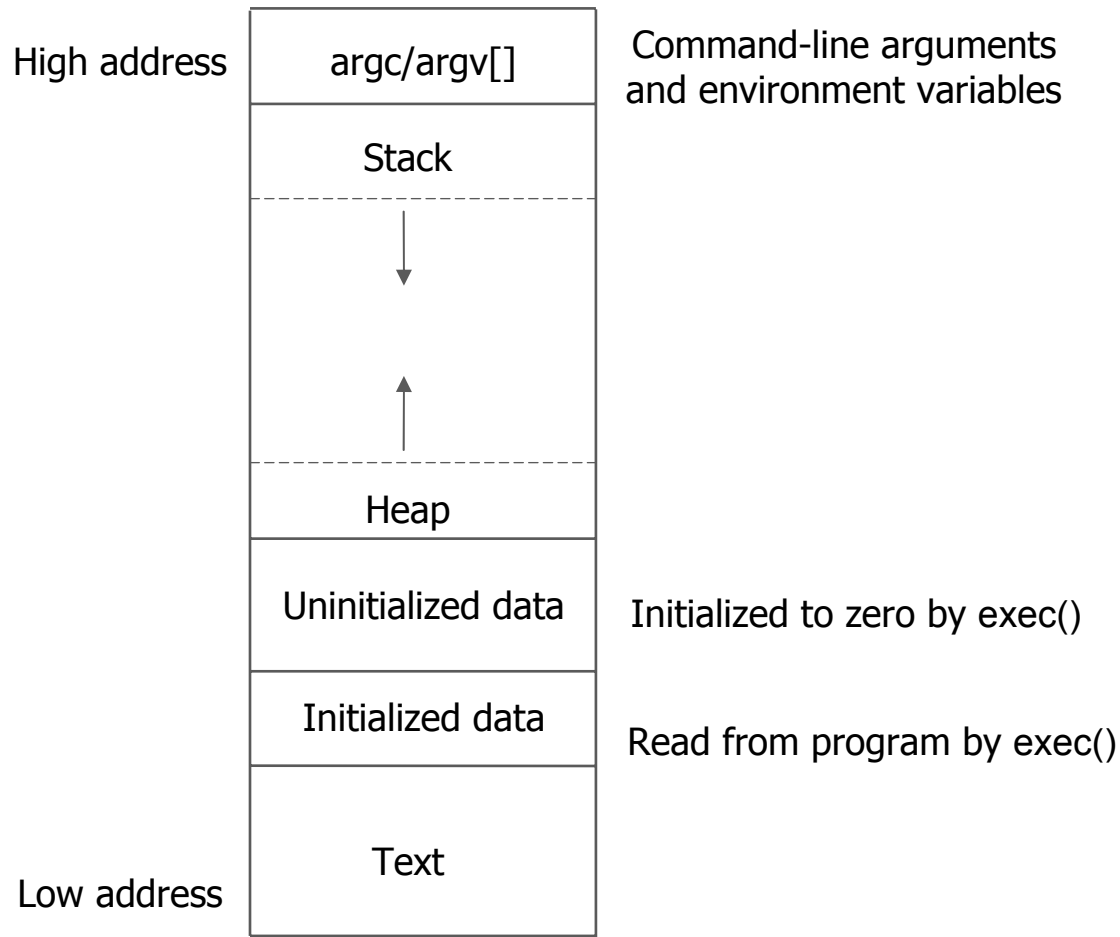 High address
argc/argv[]
Command-line arguments
and environment variables
Stack
Heap
Uninitialized data
Initialized to zero by exec()
Initialized data
Read from program by exec()
Text
Low address